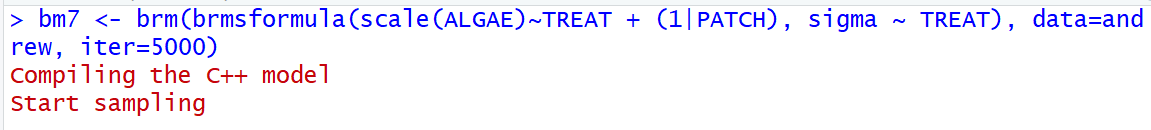 > bm7 <- brm(brmsformula(scale(ALGAE)~TREAT + (1|PATCH), sigma ~ TREAT), data=and
rew, iter=5000)
Compiling the C++ model
Start sampling